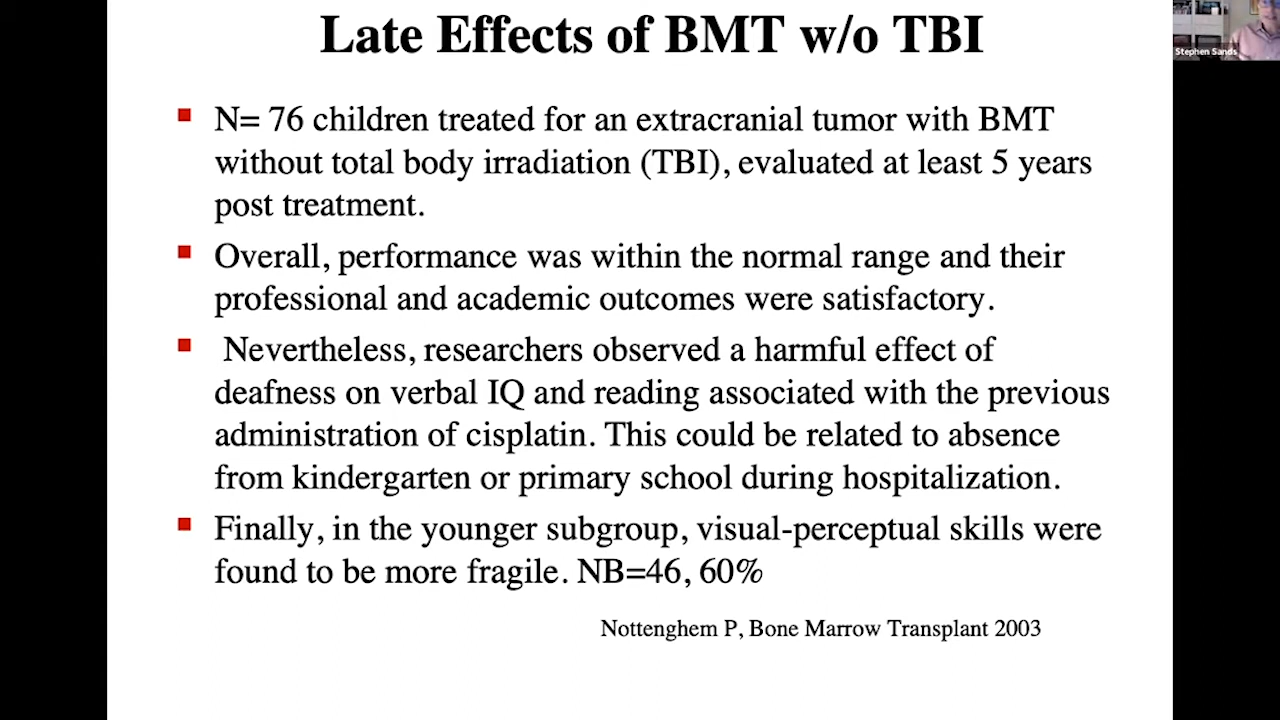 Late Effects of BMT w/o TBI
Stephen Sands
N= 76 children treated for an extracranial tumor with BMT
without total body irradiation (TBI), evaluated at least 5 years
post treatment.
Overall, performance was within the normal range and their
professional and academic outcomes were satisfactory.
Nevertheless, researchers observed a harmful effect of
deafness on verbal IQ and reading associated with the previous
administration of cisplatin. This could be related to absence
from kindergarten or primary school during hospitalization.
Finally, in the younger subgroup, visual-perceptual skills were
found to be more fragile. NB=46, 60%
Nottenghem P, Bone Marrow Transplant 2003